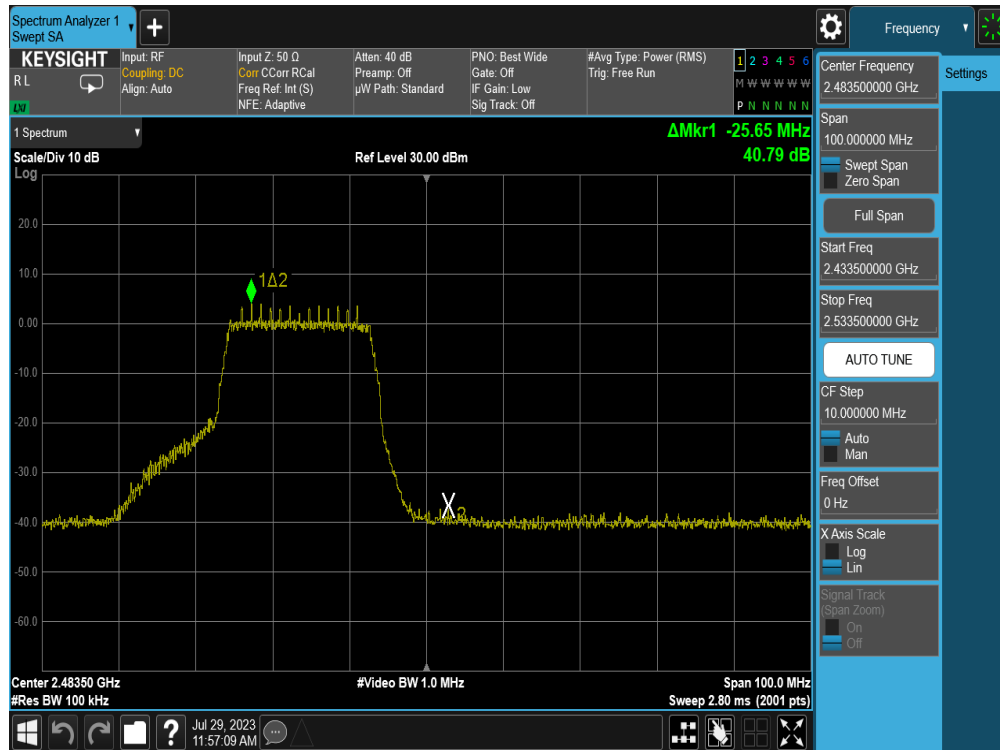 Spectrum Analyzer 1
Swept SA
Frequency
KEYSIGHT
R L
LXI
Input: RF
Coupling: DC
Align: Auto
Input Z: 50 Ω
Corr CCorr RCal
Freq Ref: Int (S)
NFE: Adaptive
Atten: 40 dB
Preamp: Off
µW Path: Standard
PNO: Best Wide
Gate: Off
IF Gain: Low
Sig Track: Off
#Avg Type: Power (RMS)
Trig: Free Run
1 2 3 4 5 6
M W W W W W
P N N N N N
1 Spectrum
ΔMkr1 -25.65 MHz
40.79 dB
Scale/Div 10 dB
Ref Level 30.00 dBm
Log
20.0
10.0
0.00
-10.0
-20.0
-30.0
-40.0
-50.0
-60.0
1Δ2
X2
Center 2.48350 GHz
#Video BW 1.0 MHz
Span 100.0 MHz
#Res BW 100 kHz
Sweep 2.80 ms (2001 pts)
Jul 29, 2023
11:57:09 AM
?
Center Frequency
2.483500000 GHz
Settings
Span
100.000000 MHz
Swept Span
Zero Span
Full Span
Start Freq
2.433500000 GHz
Stop Freq
2.533500000 GHz
AUTO TUNE
CF Step
10.000000 MHz
Auto
Man
Freq Offset
0 Hz
X Axis Scale
Log
Lin
Signal Track
(Span Zoom)
On
Off